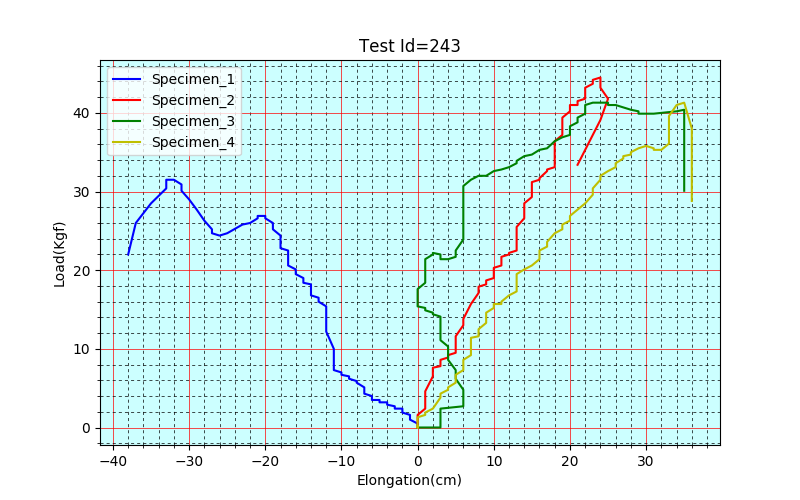 Test Id=243
Specimen_1
Specimen_2
Specimen_3
Specimen_4
Load(Kgf)
40
30
20
10
0
−40 −30 −20 −10 0 10 20 30
Elongation(cm)